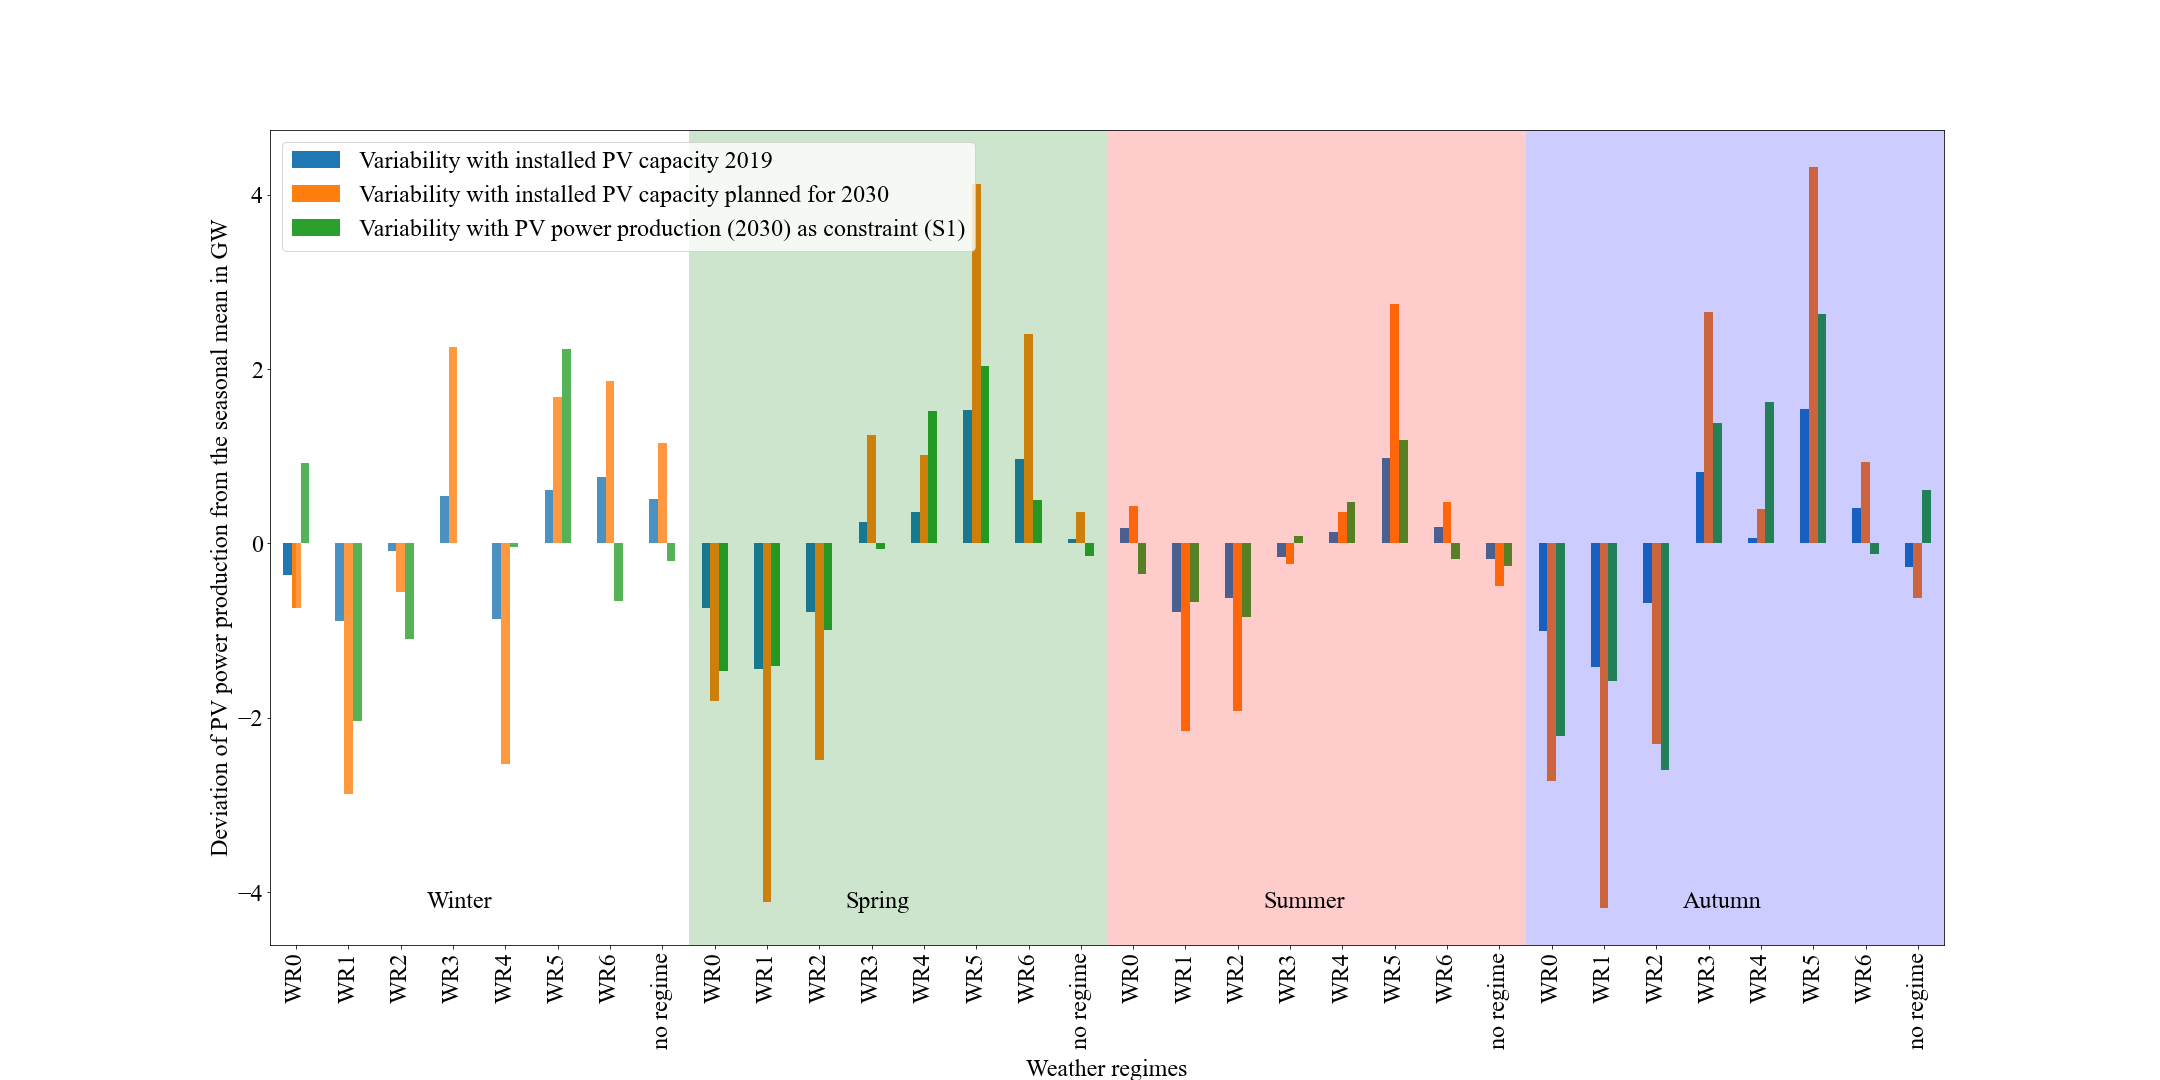 Variability with installed PV capacity 2019
Variability with installed PV capacity planned for 2030
Variability with PV power production (2030) as constraint (S1)
Deviation of PV power production from the seasonal mean in GW
4
2
0
−2
−4
Winter Spring Summer Autumn
WR0 WR1 WR2 WR3 WR4 WR5 WR6 no regime WR0 WR1 WR2 WR3 WR4 WR5 WR6 no regime WR0 WR1 WR2 WR3 WR4 WR5 WR6 no regime WR0 WR1 WR2 WR3 WR4 WR5 WR6 no regime
Weather regimes